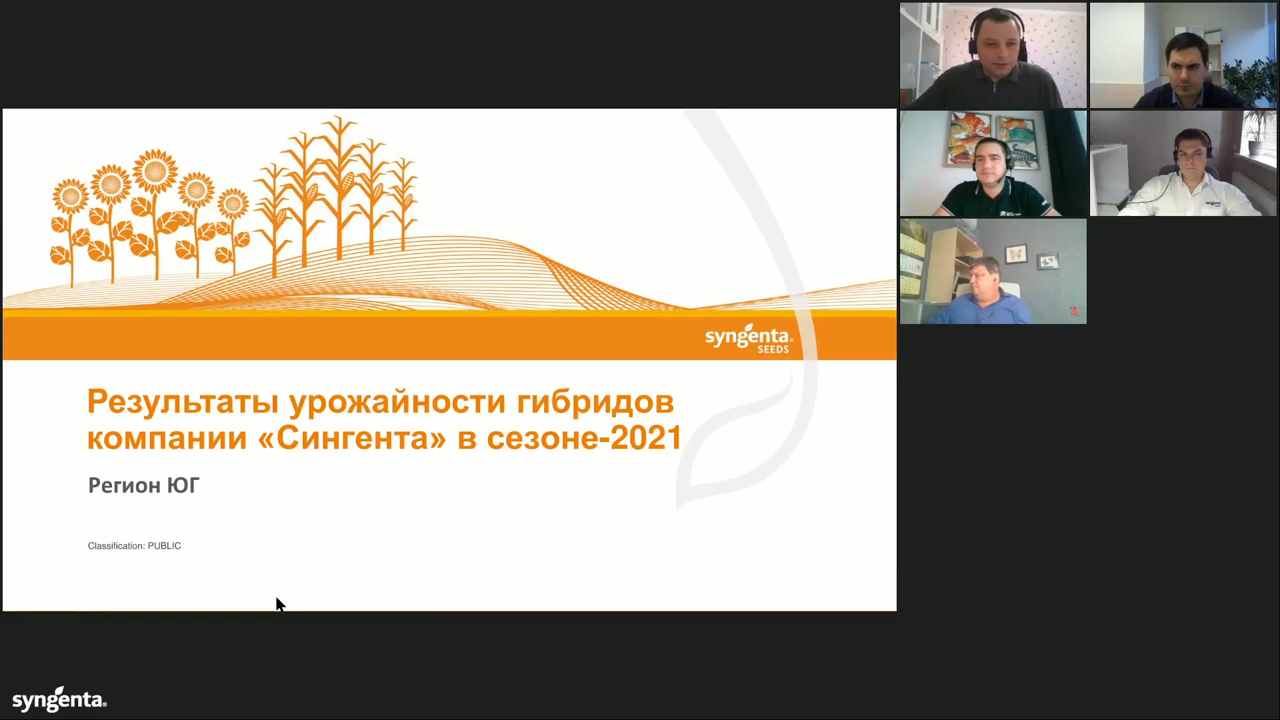 syngenta
SEEDS
Результаты урожайности гибридов
компании «Сингента» в сезоне-2021
Регион ЮГ
Classification: PUBLIC
syngenta